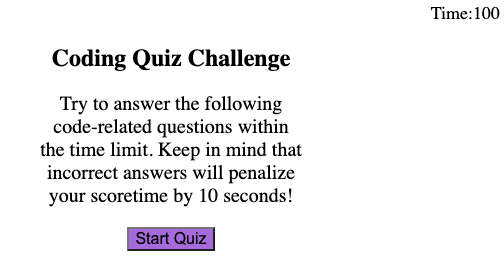 Time:100
Coding Quiz Challenge
Try to answer the following
code-related questions within
the time limit. Keep in mind that
incorrect answers will penalize
your scoretime by 10 seconds!
Start Quiz